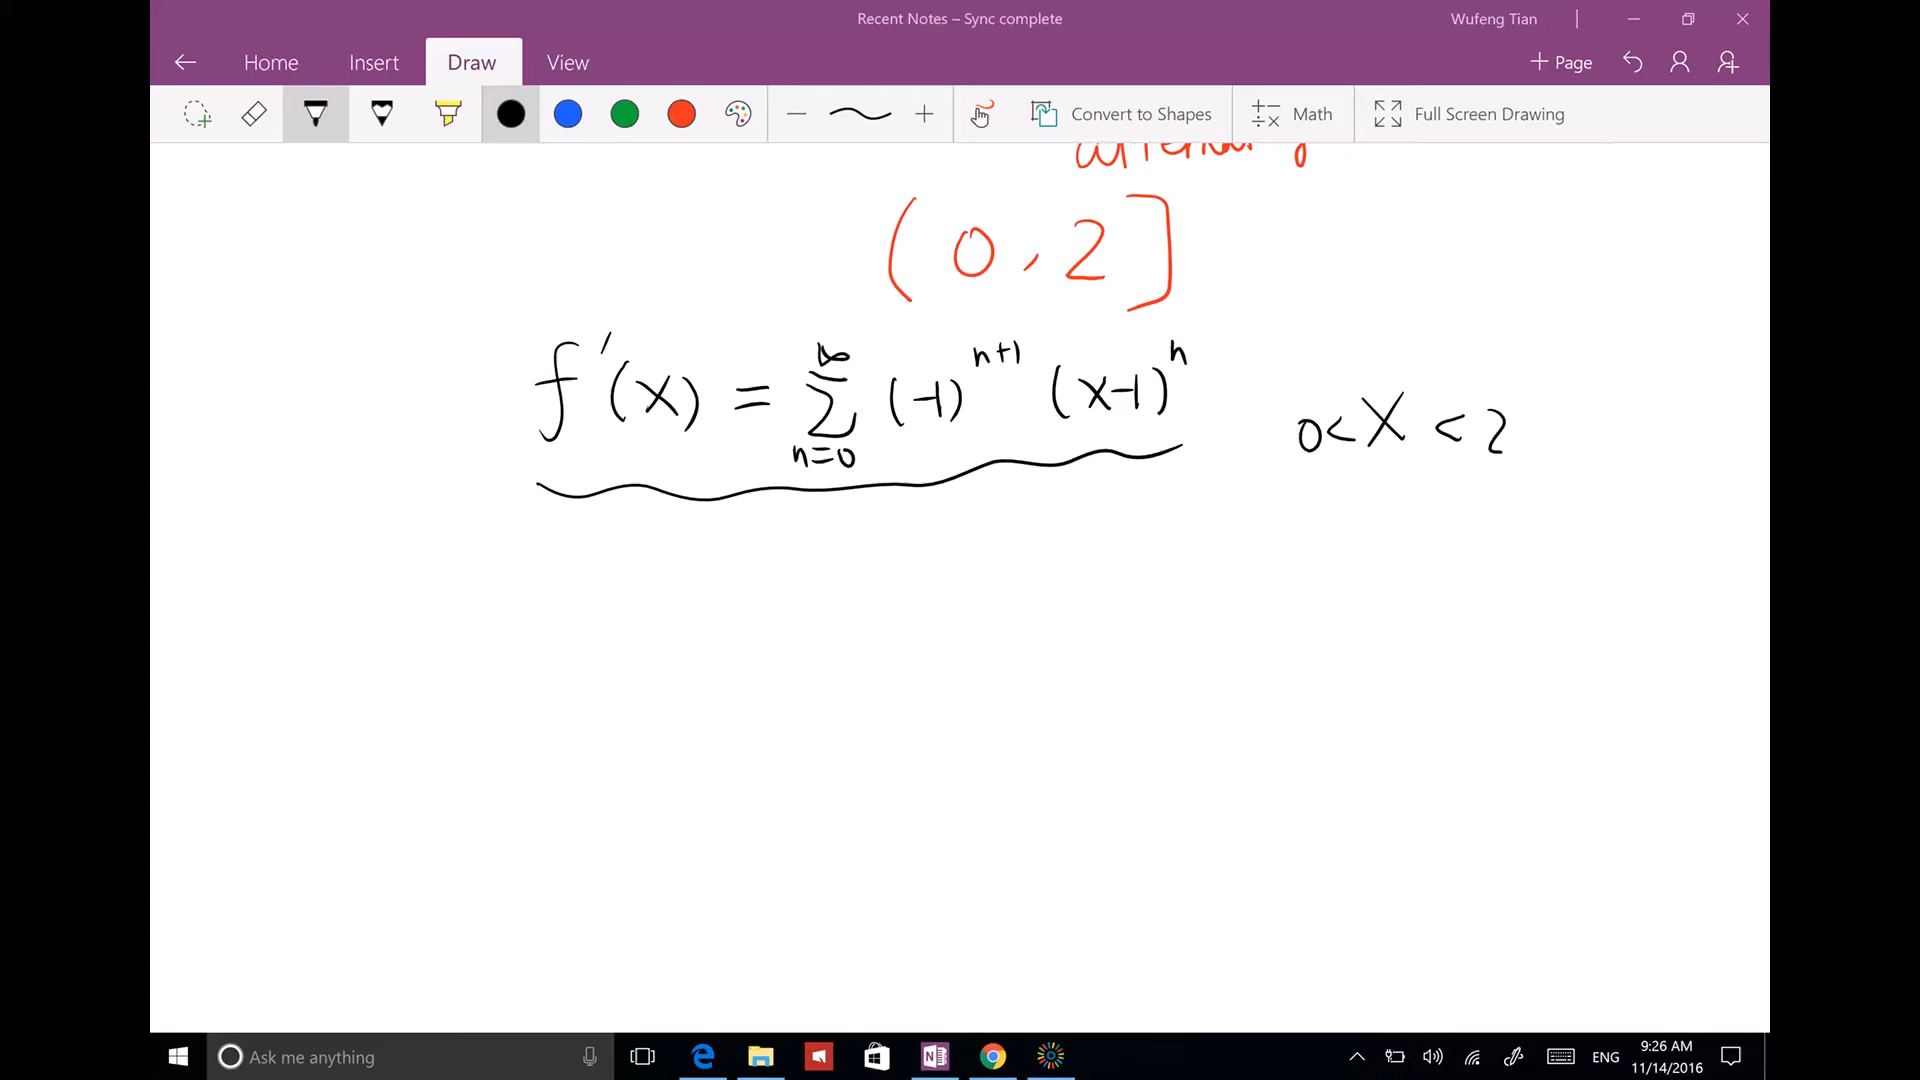 Recent Notes – Sync complete
Wufeng Tian
Home Insert Draw View
+ Page
Convert to Shapes
Math
Full Screen Drawing
(0, 2]
f'(x) = ∑ n=0 ∞ (-1)^{n+1} (x-1)^n
0 < x < 2
Ask me anything
ENG
9:26 AM
11/14/2016